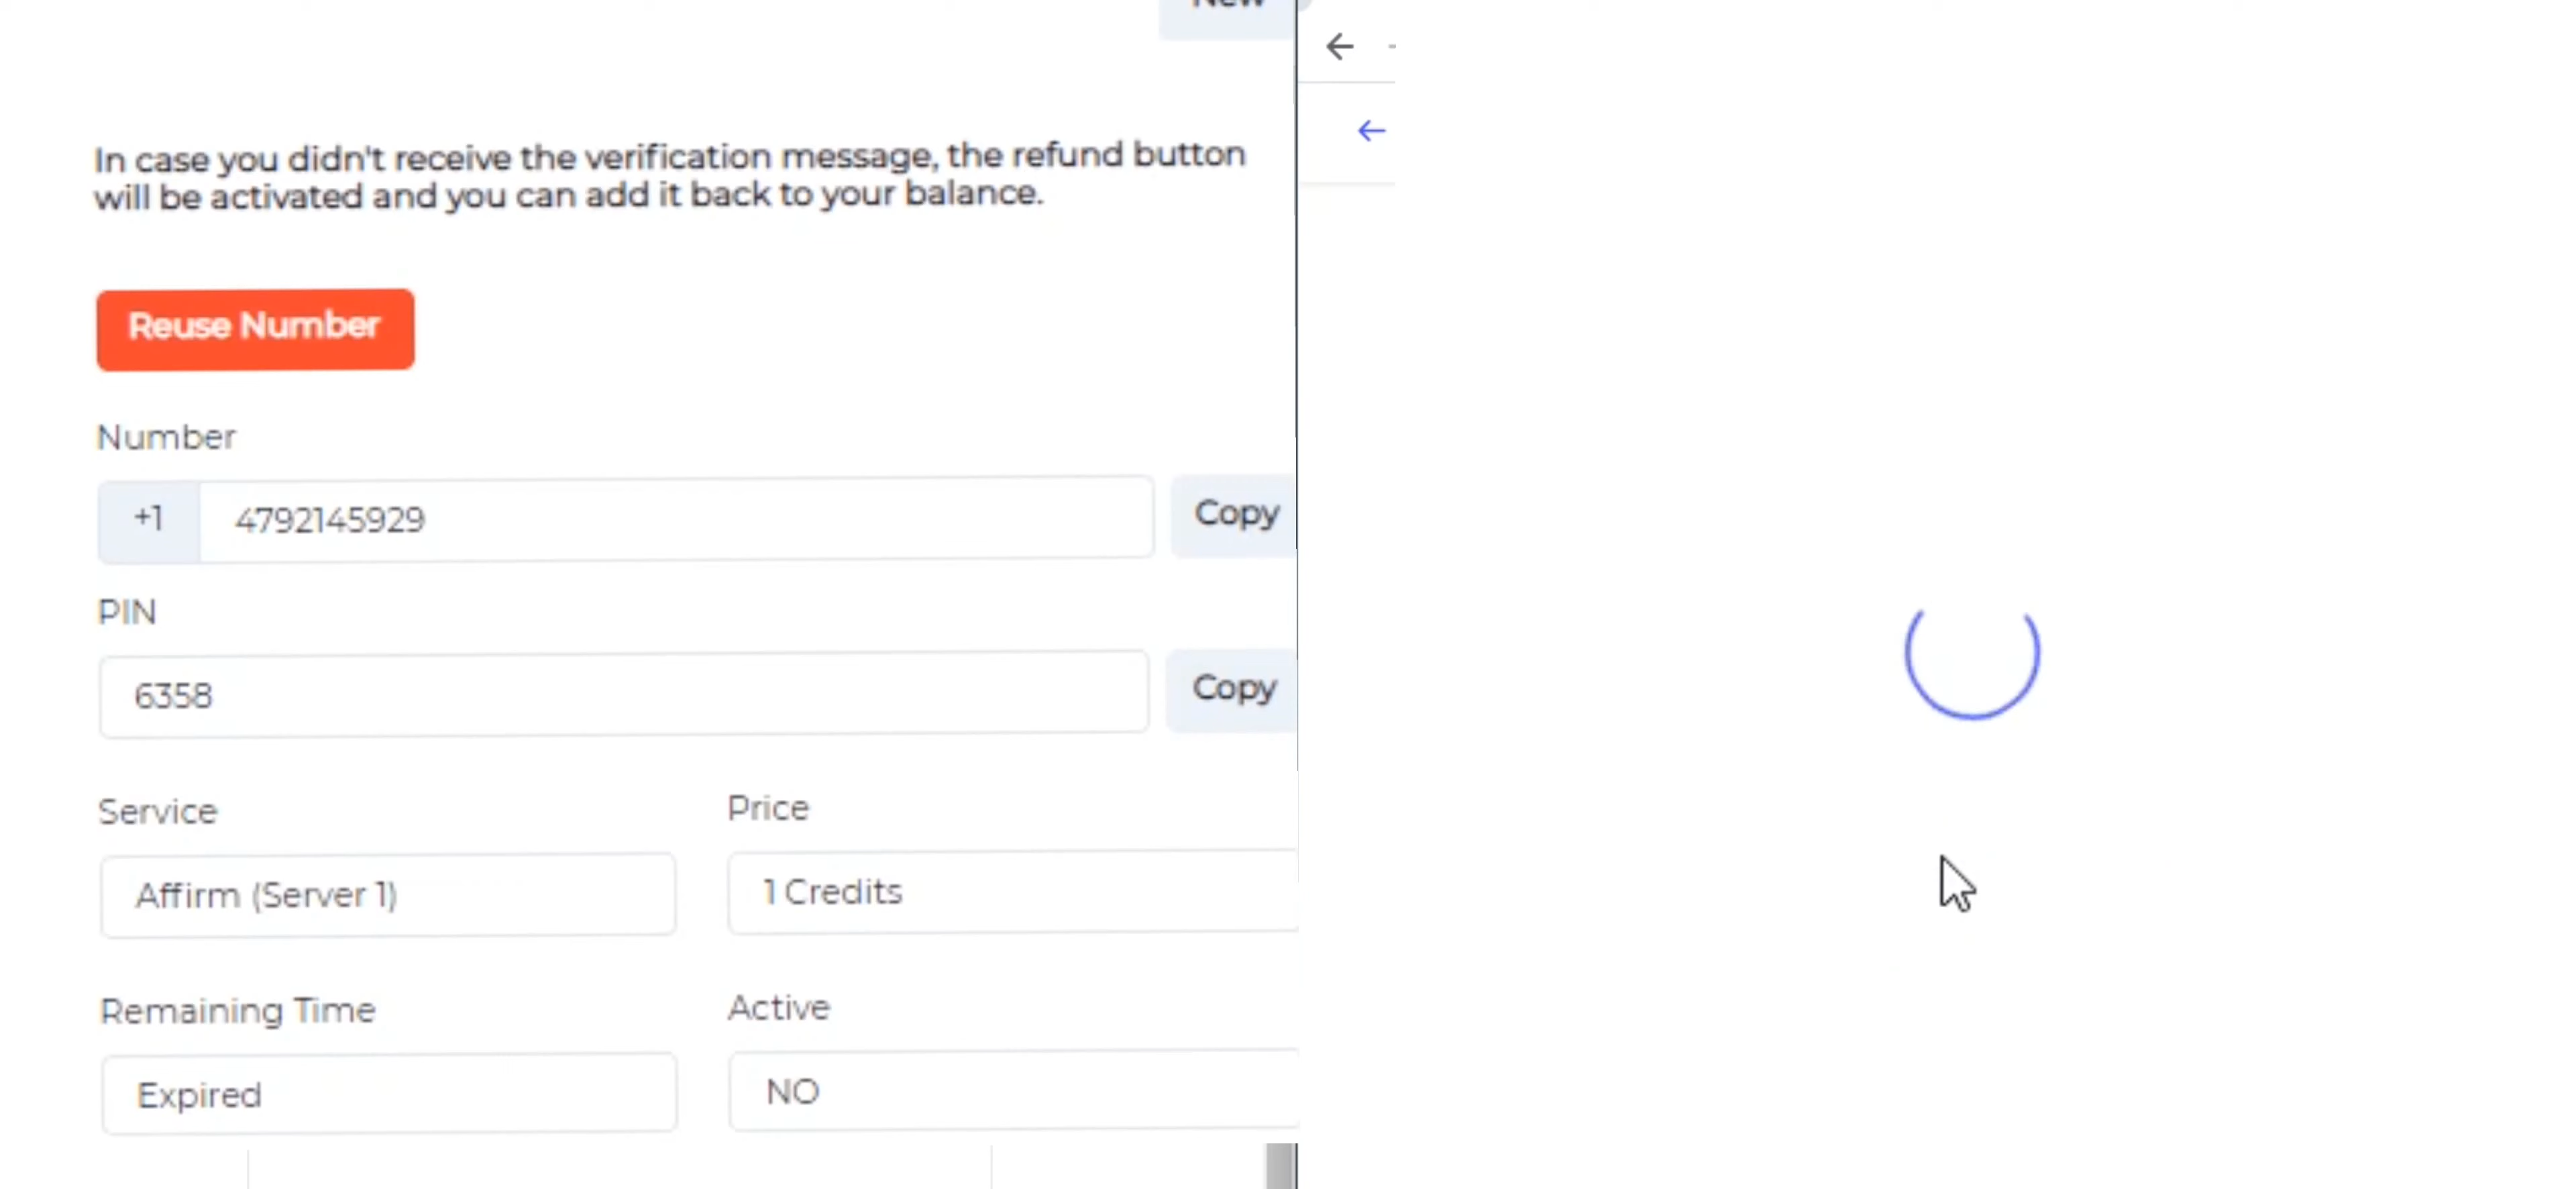 New
In case you didn't receive the verification message, the refund button
will be activated and you can add it back to your balance.
Reuse Number
Number
+1 4792145929 Copy
PIN
6358 Copy
Service Price
Affirm (Server 1) 1 Credits
Remaining Time Active
Expired NO